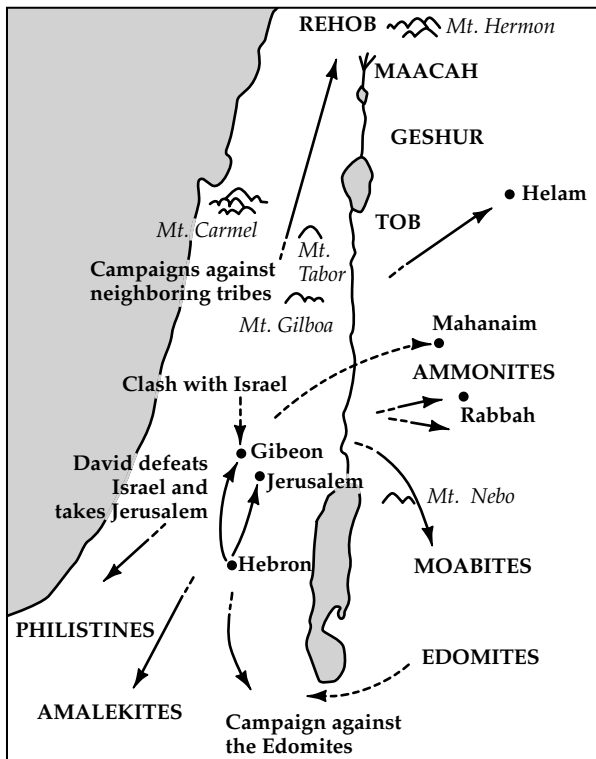 REHOB
Mt. Hermon
MAACAH
GESHUR
Helam
TOB
Mt. Carmel
Mt.
Tabor
Campaigns against
neighboring tribes
Mt. Gilboa
Mahanaim
AMMONITES
Clash with Israel
Rabbah
Gibeon
David defeats
Israel and
takes Jerusalem
Jerusalem
Mt. Nebo
Hebron
MOABITES
PHILISTINES
EDOMITES
AMALEKITES
Campaign against
the Edomites